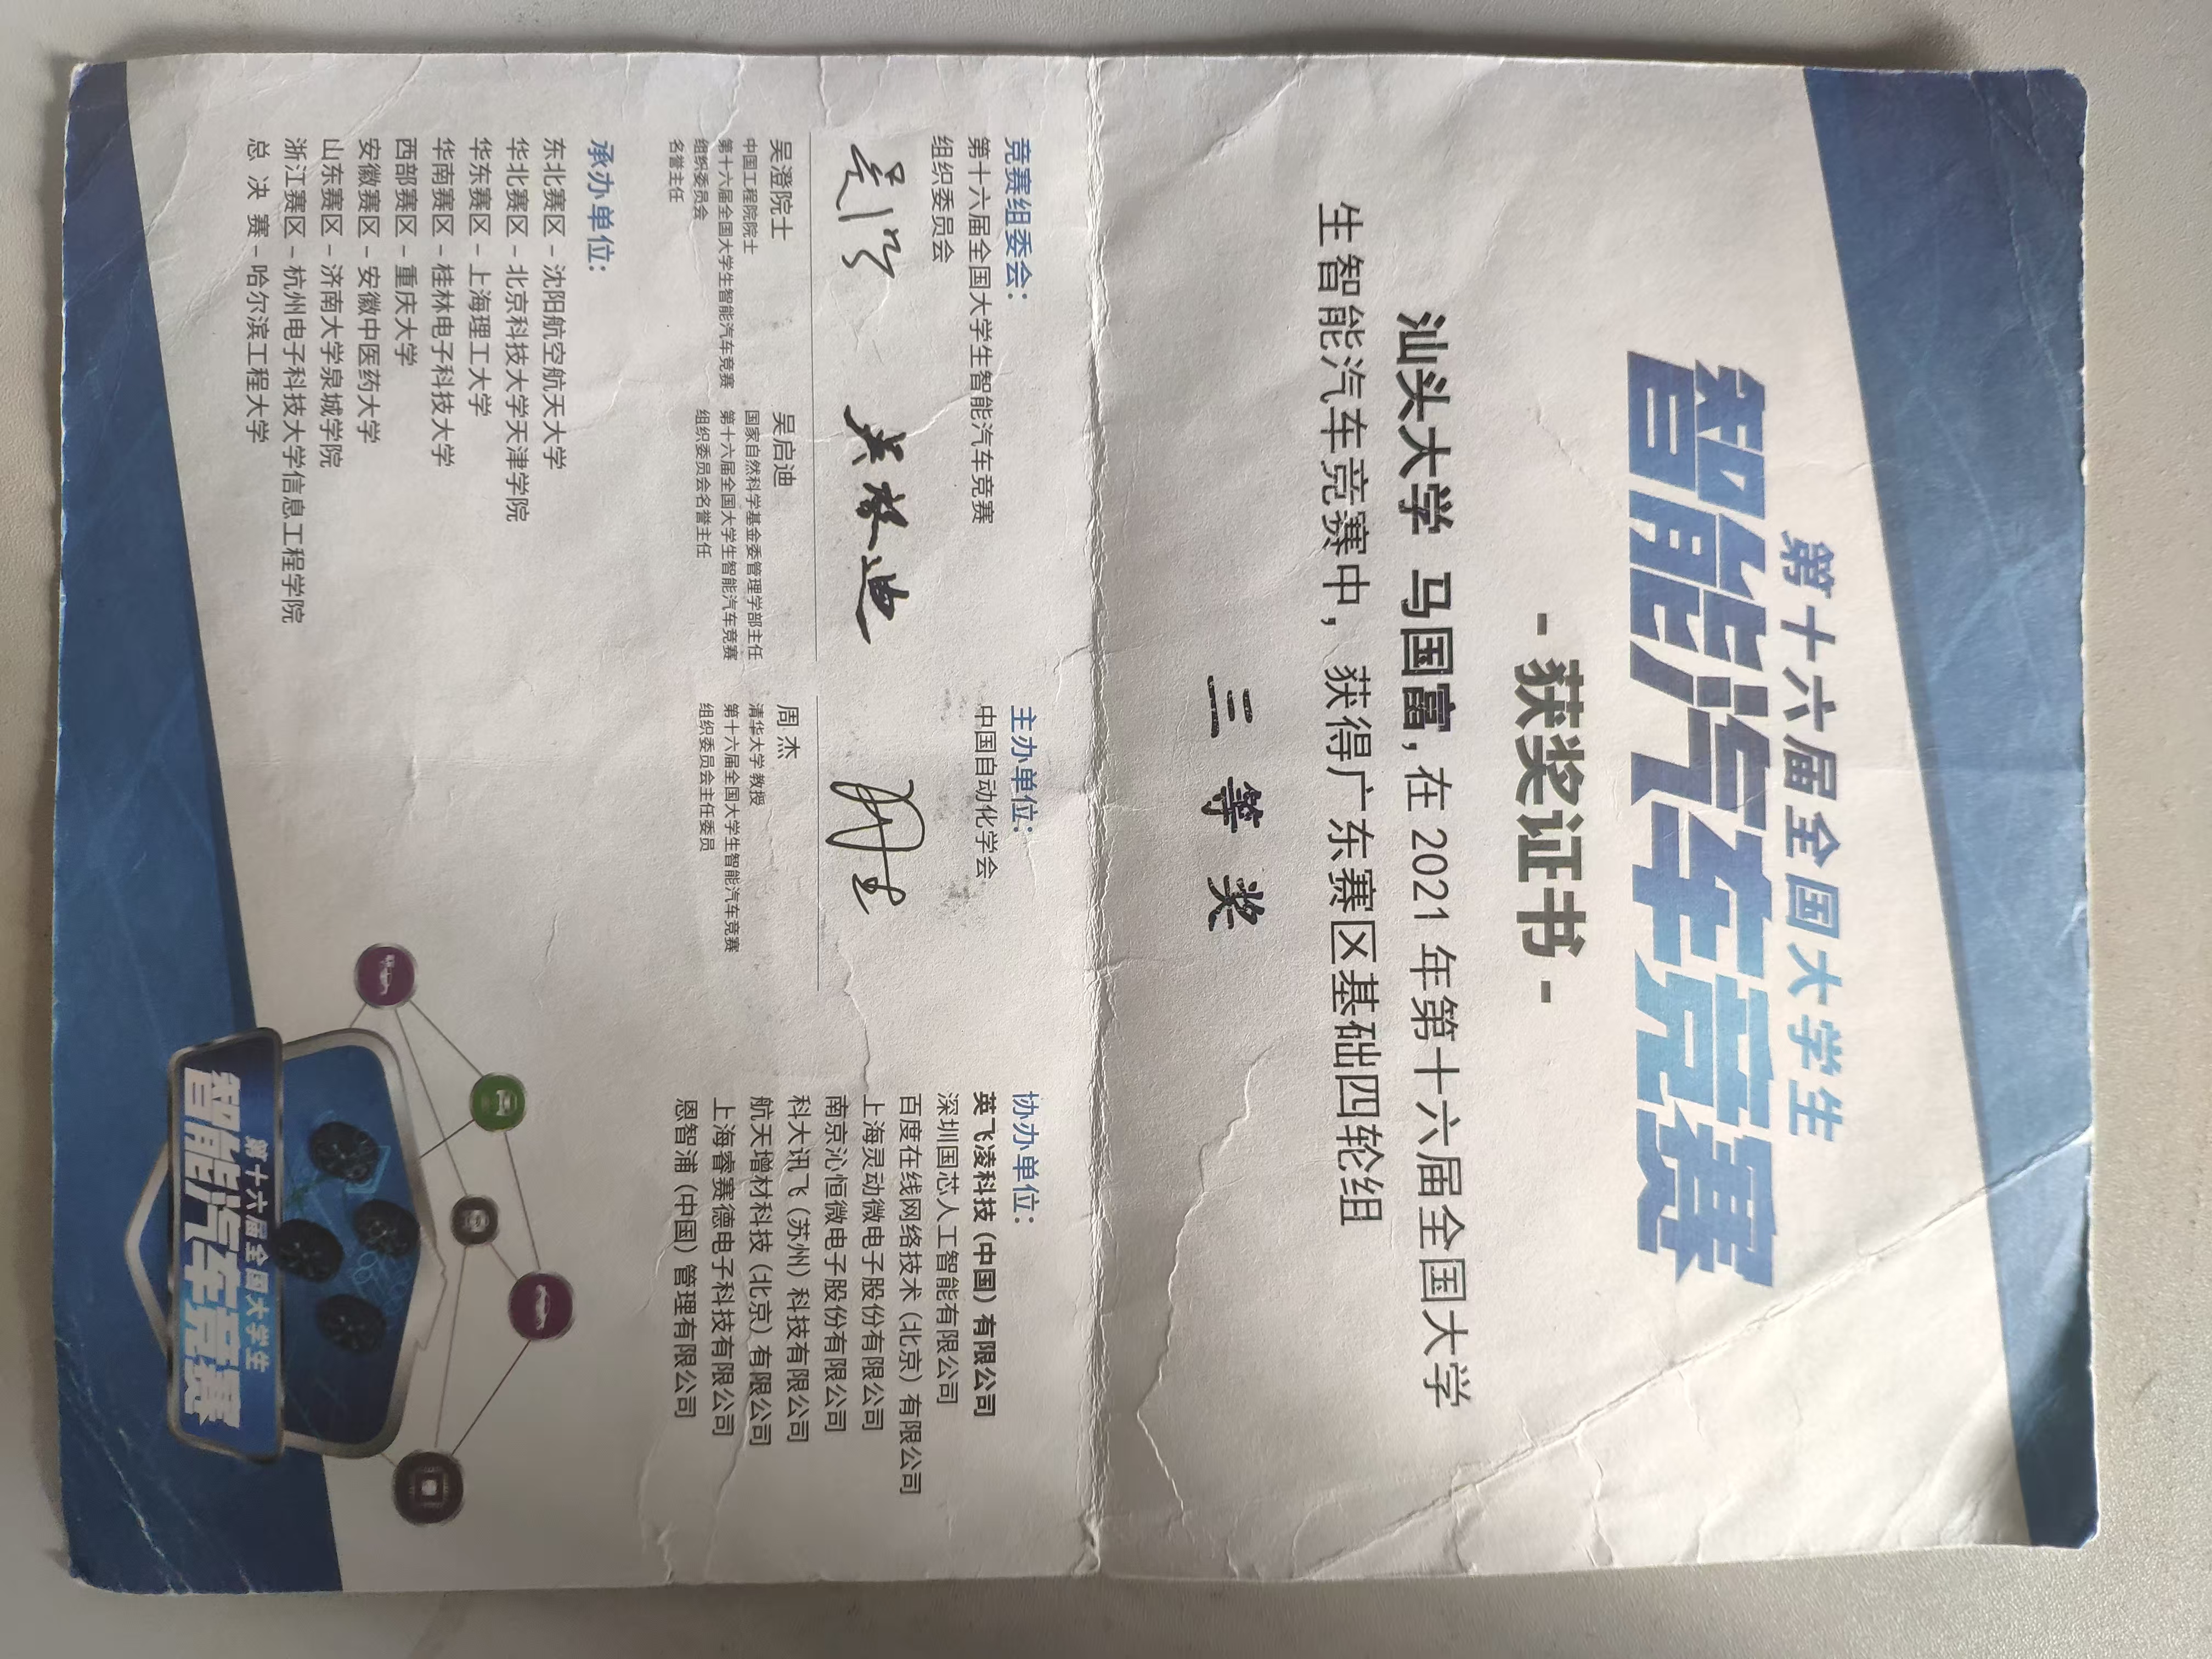 第十六届全国大学生
智能汽车竞赛
- 获奖证书 -
汕头大学 马国富,在 2021 年第十六届全国大学
生智能汽车竞赛中，获得广东赛区基础四轮组
三 等 奖
竞赛组委会：
第十六届全国大学生智能汽车竞赛
组织委员会
吴澄院士
中国工程院院士
第十六届全国大学生智能汽车竞赛
组织委员会
名誉主任
吴启迪
吴启迪
国家自然科学基金委管理学部主任
第十六届全国大学生智能汽车竞赛
组织委员会名誉主任
主办单位：
中国自动化学会
周 杰
清华大学 教授
第十六届全国大学生智能汽车竞赛
组织委员会主任委员
协办单位：
英飞凌科技（中国）有限公司
深圳国芯人工智能有限公司
百度在线网络技术（北京）有限公司
上海灵动微电子股份有限公司
南京沁恒微电子股份有限公司
科大讯飞（苏州）科技有限公司
航天增材科技（北京）有限公司
上海睿赛德电子科技有限公司
恩智浦（中国）管理有限公司
承办单位:
东北赛区 – 沈阳航空航天大学
华北赛区 – 北京科技大学天津学院
华东赛区 – 上海理工大学
华南赛区 – 桂林电子科技大学
西部赛区 – 重庆大学
安徽赛区 – 安徽中医药大学
山东赛区 – 济南大学泉城学院
浙江赛区 – 杭州电子科技大学信息工程学院
总 决 赛 – 哈尔滨工程大学
第十六届全国大学生
智能汽车竞赛